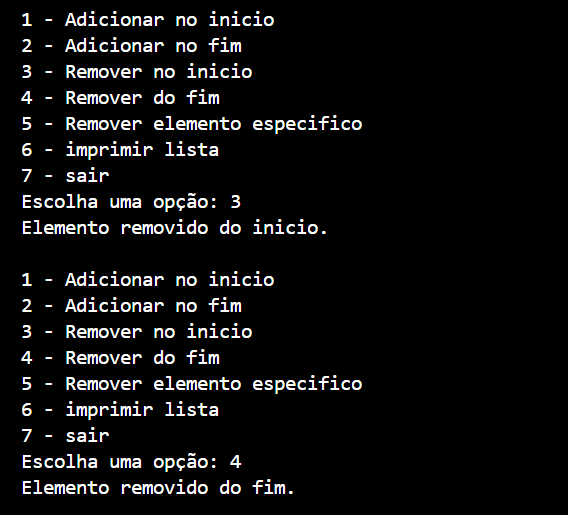 1 - Adicionar no inicio
2 - Adicionar no fim
3 - Remover no inicio
4 - Remover do fim
5 - Remover elemento especifico
6 - imprimir lista
7 - sair
Escolha uma opção: 3
Elemento removido do inicio.
1 - Adicionar no inicio
2 - Adicionar no fim
3 - Remover no inicio
4 - Remover do fim
5 - Remover elemento especifico
6 - imprimir lista
7 - sair
Escolha uma opção: 4
Elemento removido do fim.